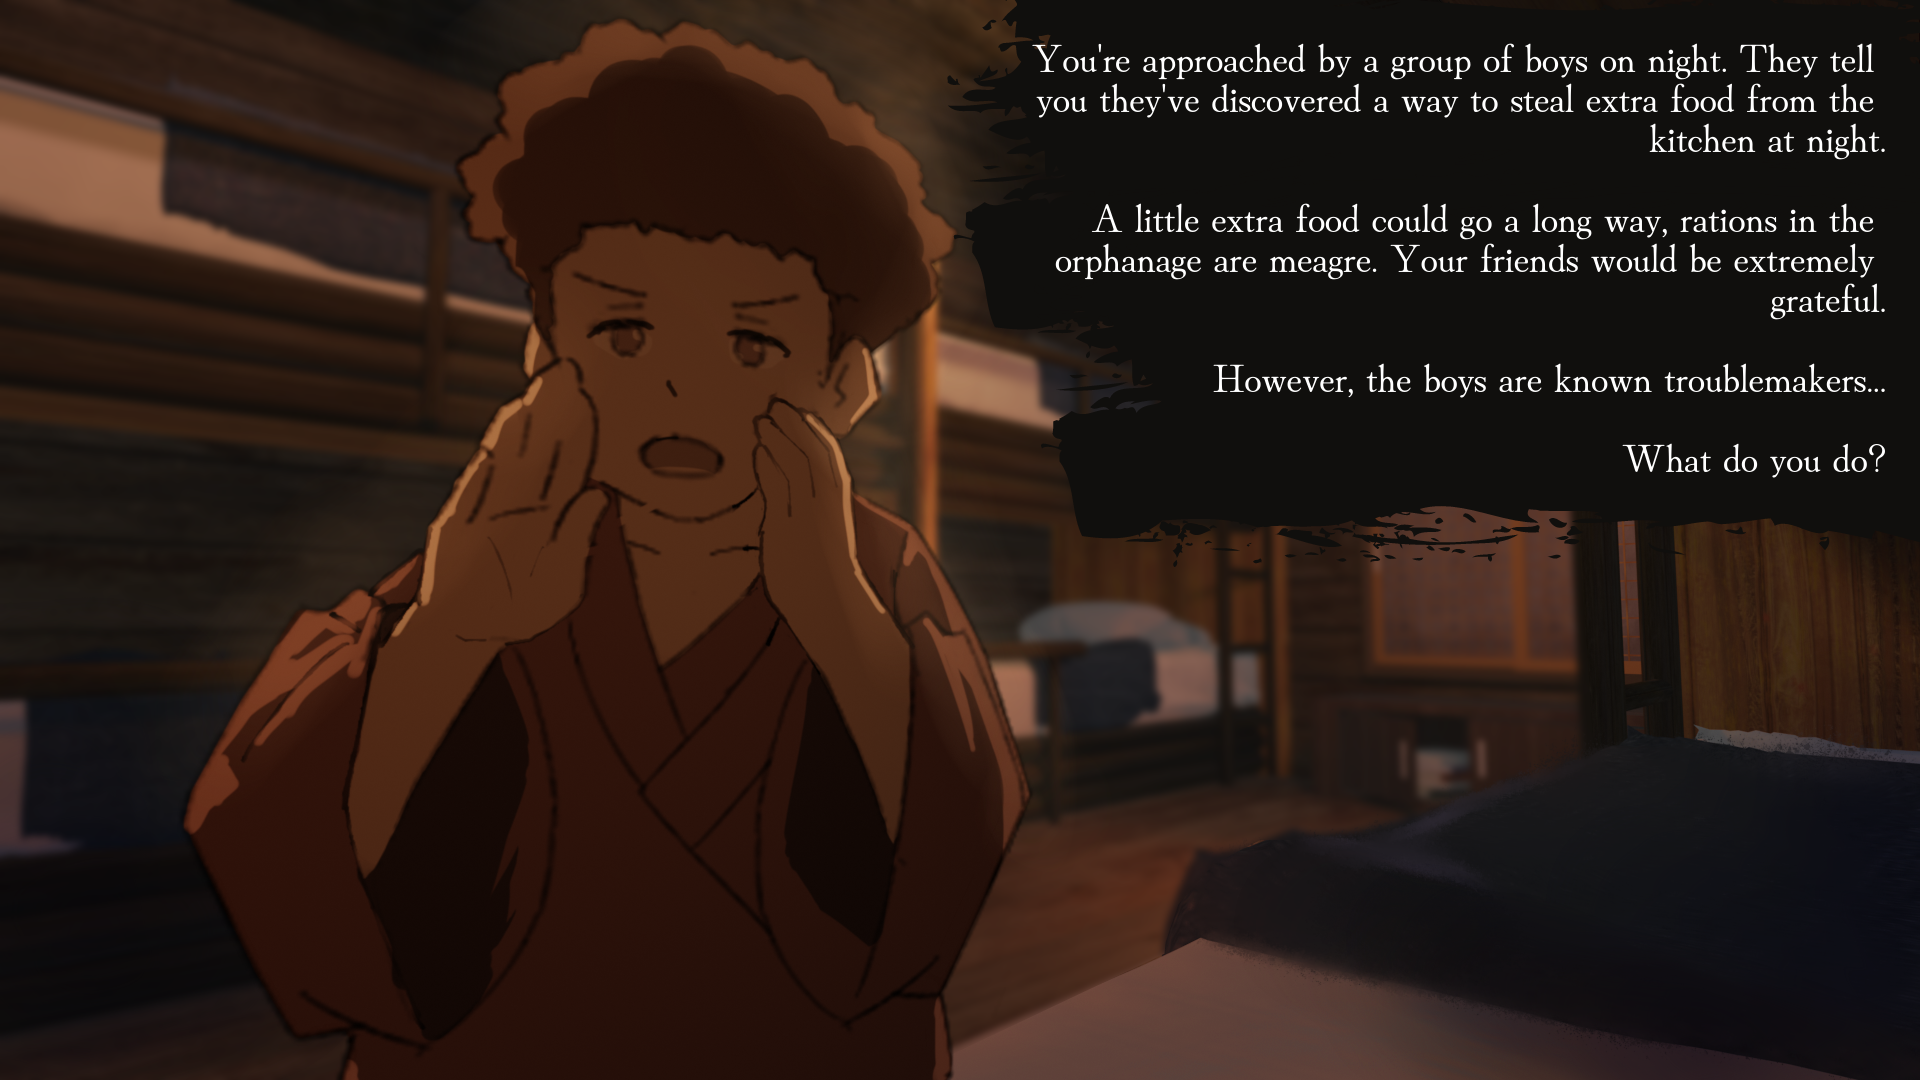 You're approached by a group of boys on night. They tell
you they've discovered a way to steal extra food from the
kitchen at night.
A little extra food could go a long way, rations in the
orphanage are meagre. Your friends would be extremely
grateful.
However, the boys are known troublemakers...
What do you do?